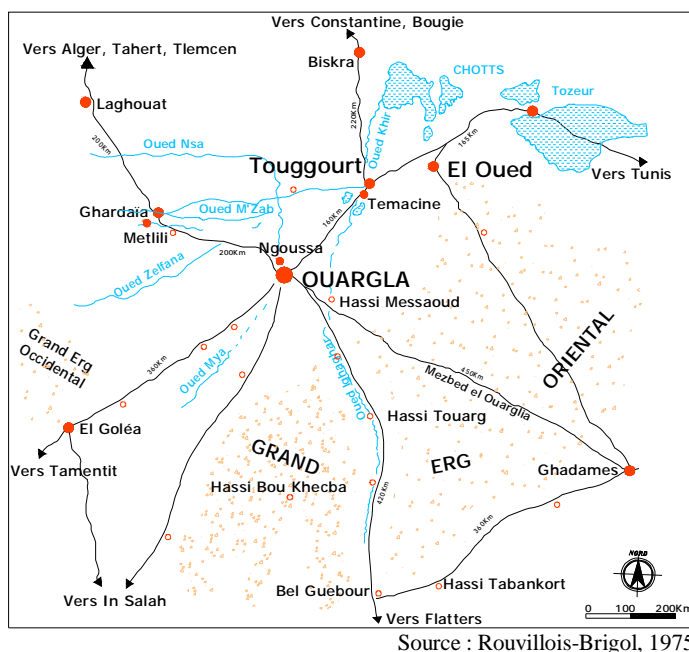 Vers Constantine, Bougie
Vers Alger, Tahert, Tlemcen
Biskra
CHOTTS
Tozeur
Laghouat
220Km
Oued Khir
200Km
Oued Nsa
165Km
Touggourt
El Oued
Vers Tunis
Ghardaïa
Oued M'Zab
Temacine
Metlili
160Km
Ngoussa
200Km
OUARGLA
Oued Zelfana
Hassi Messaoud
Grand Erg
Occidental
360Km
Oued Mya
Oued Ighaghar
450Km
Mezbed el Ouarglia
ORIENTAL
Hassi Touarg
El Goléa
GRAND
ERG
Vers Tamentit
Hassi Bou Khecba
Ghadames
420Km
360Km
NORD
Vers In Salah
Bel Guebour
Hassi Tabankort
0 100 200Km
Vers Flatters
Source : Rouvillois-Brigol, 1975